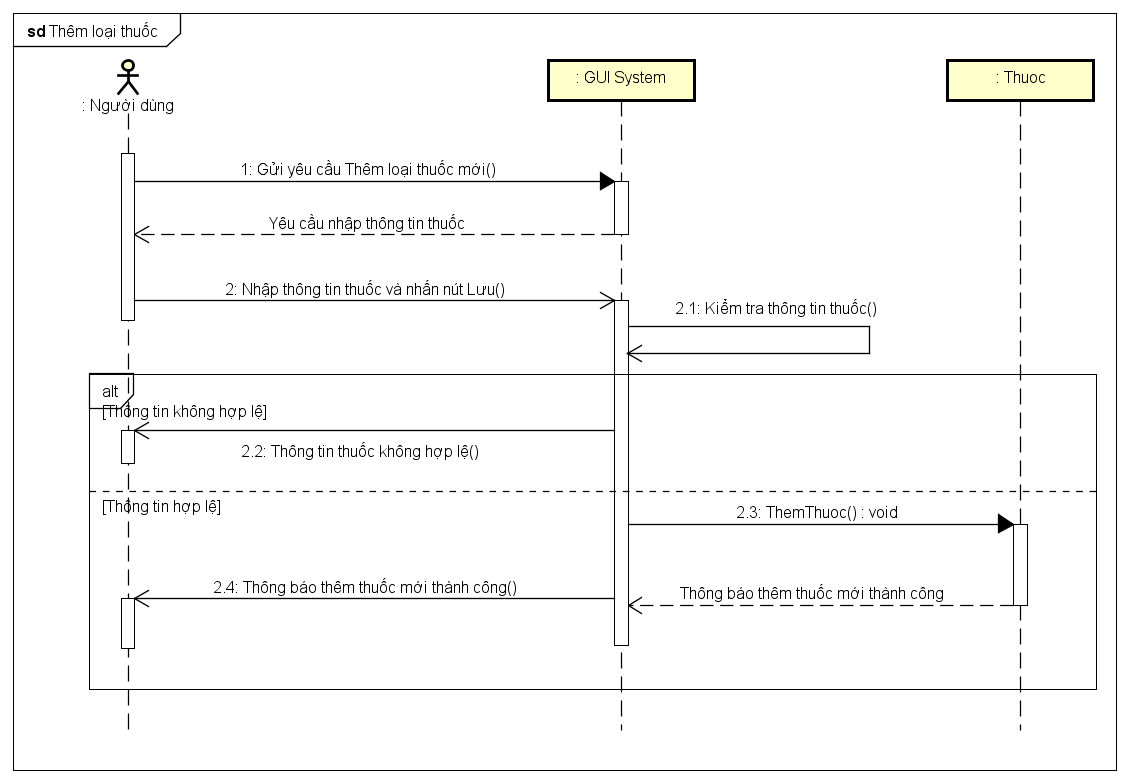 sd Thêm loại thuốc
: Người dùng
: GUI System
: Thuoc
1: Gửi yêu cầu Thêm loại thuốc mới()
Yêu cầu nhập thông tin thuốc
2: Nhập thông tin thuốc và nhấn nút Lưu()
2.1: Kiểm tra thông tin thuốc()
alt
[Thông tin không hợp lệ]
2.2: Thông tin thuốc không hợp lệ()
[Thông tin hợp lệ]
2.3: ThemThuoc() : void
2.4: Thông báo thêm thuốc mới thành công()
Thông báo thêm thuốc mới thành công